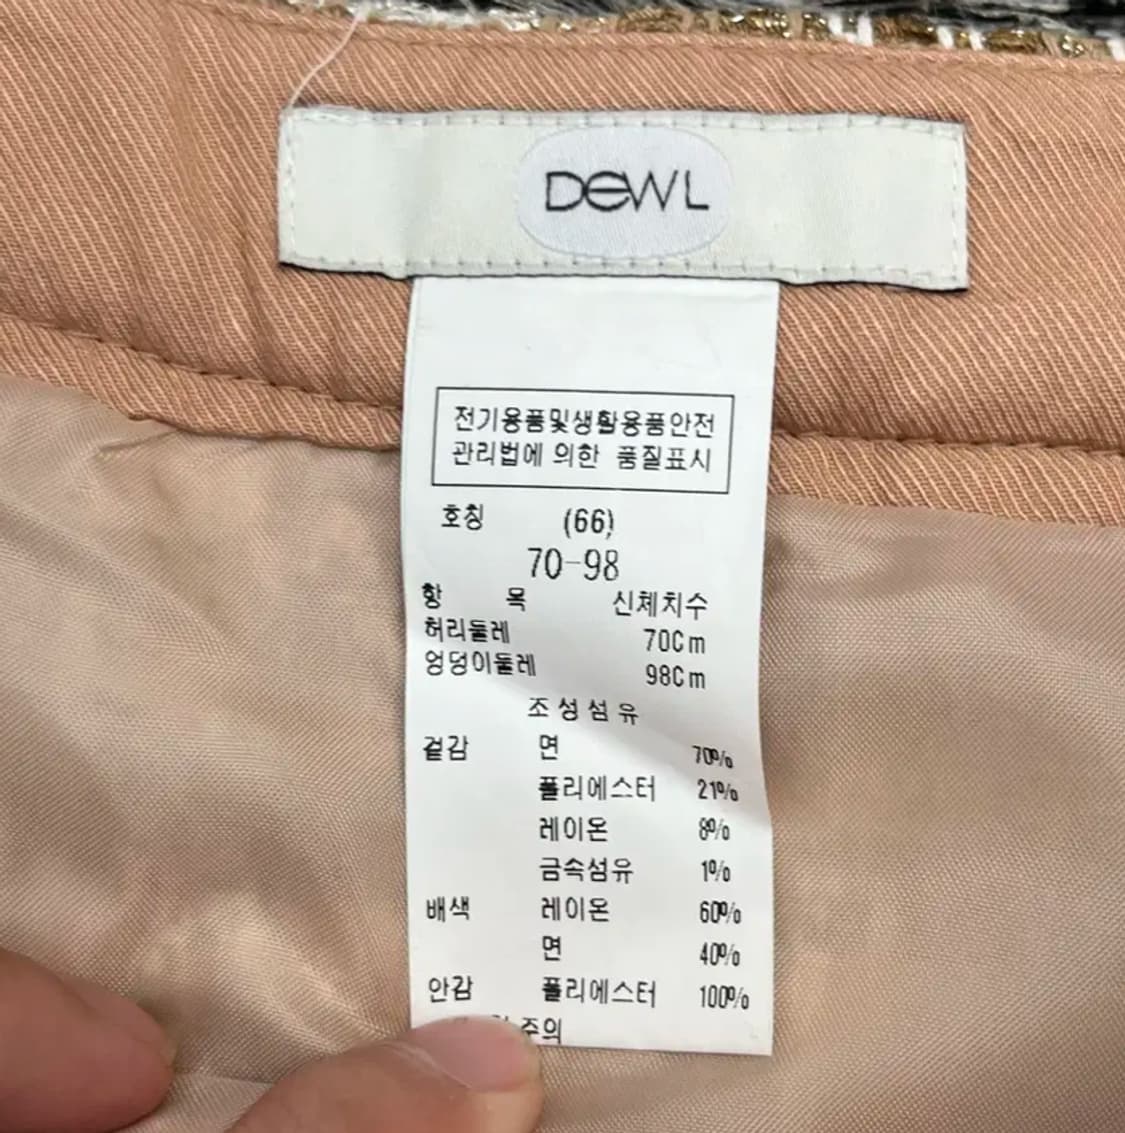 DEWL
전기용품및생활용품안전
관리법에 의한 품질표시
호칭 (66)
70-98
항 목 신체치수
허리둘레 70Cm
엉덩이둘레 98Cm
조성섬유
겉감 면 70%
폴리에스터 21%
레이온 8%
금속섬유 1%
배색 레이온 60%
면 40%
안감 폴리에스터 100%
주의